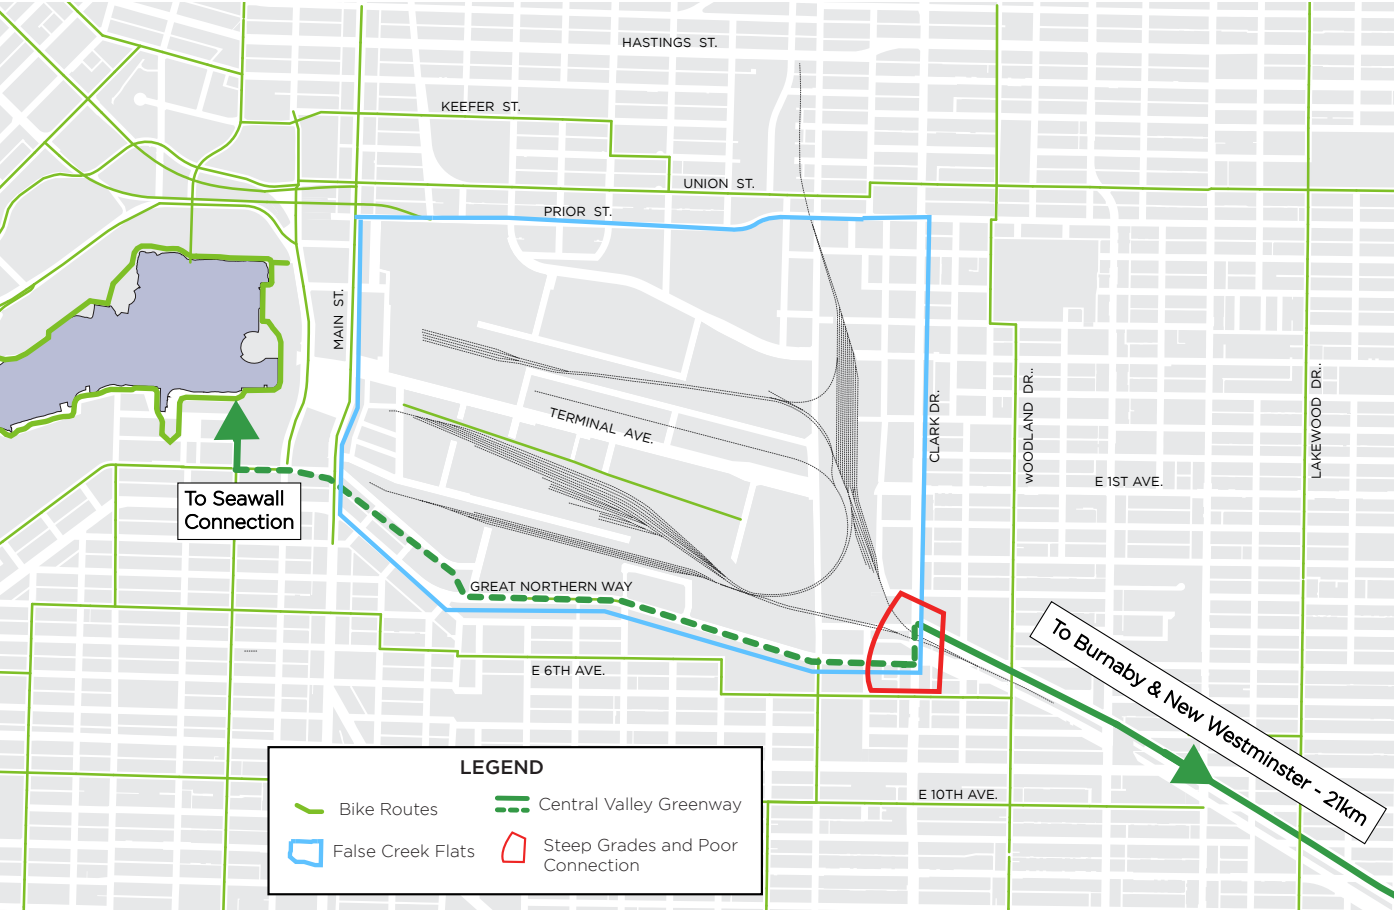 HASTINGS ST.
KEEFER ST.
UNION ST.
PRIOR ST.
MAIN ST.
TERMINAL AVE.
CLARK DR.
WOODLAND DR..
LAKEWOOD DR..
E 1ST AVE.
To Seawall
Connection
GREAT NORTHERN WAY
E 6TH AVE.
To Burnaby & New Westminster - 21km
E 10TH AVE.
LEGEND
Bike Routes
Central Valley Greenway
False Creek Flats
Steep Grades and Poor
Connection